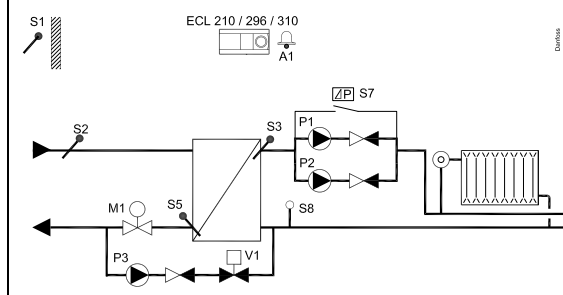 S1
ECL 210 / 296 / 310
A1
Danfoss
P S7
S2
S3
P1
P2
M1
S5
S8
P3
V1